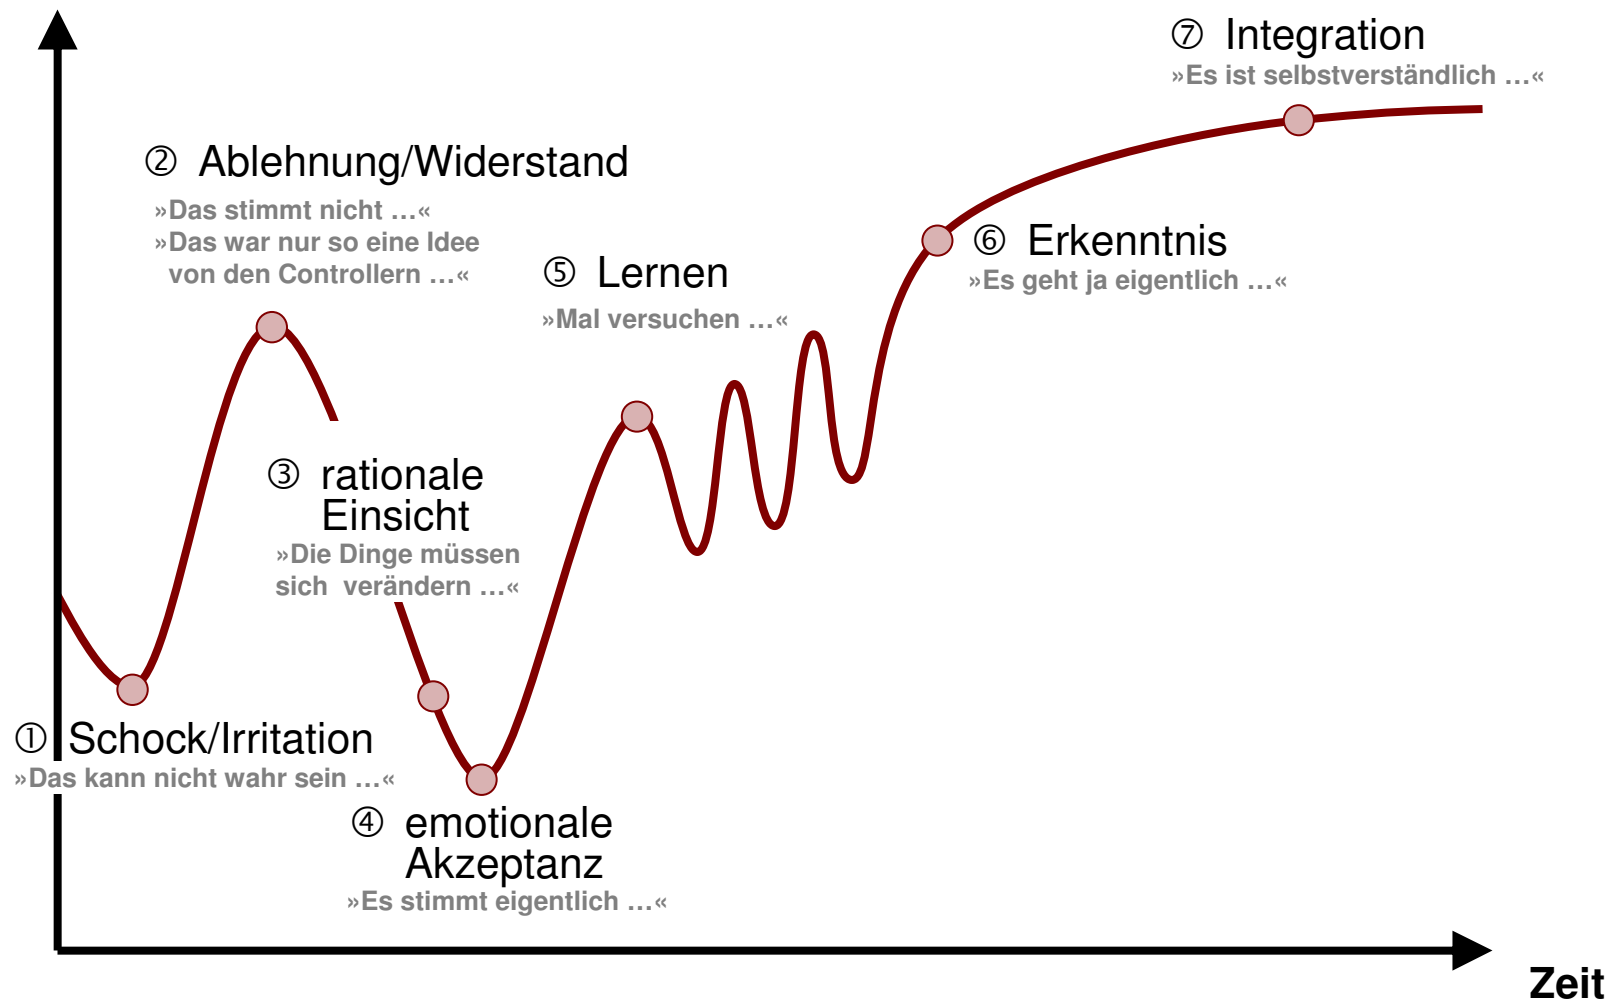 ⑦ Integration
»Es ist selbstverständlich …«
② Ablehnung/Widerstand
»Das stimmt nicht …«
»Das war nur so eine Idee
von den Controllern …«
⑤ Lernen
»Mal versuchen …«
⑥ Erkenntnis
»Es geht ja eigentlich …«
③ rationale
Einsicht
»Die Dinge müssen
sich verändern …«
① Schock/Irritation
»Das kann nicht wahr sein …«
④ emotionale
Akzeptanz
»Es stimmt eigentlich …«
Zeit